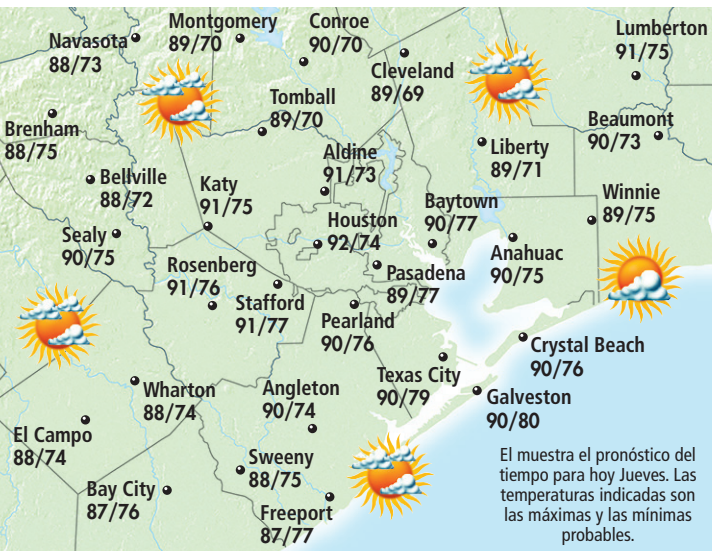 Montgomery
89/70
Conroe
90/70
Lumberton
91/75
Navasota
88/73
Cleveland
89/69
Tomball
89/70
Beaumont
90/73
Brenham
88/75
Liberty
89/71
Aldine
91/73
Bellville
88/72
Katy
91/75
Winnie
89/75
Baytown
90/77
Houston
92/74
Sealy
90/75
Anahuac
90/75
Rosenberg
91/76
Pasadena
89/77
Stafford
91/77
Pearland
90/76
Crystal Beach
90/76
Texas City
90/79
Wharton
88/74
Angleton
90/74
Galveston
90/80
El Campo
88/74
Sweeny
88/75
Bay City
87/76
Freeport
87/77
El muestra el pronóstico del
tiempo para hoy Jueves. Las
temperaturas indicadas son
las máximas y las mínimas
probables.